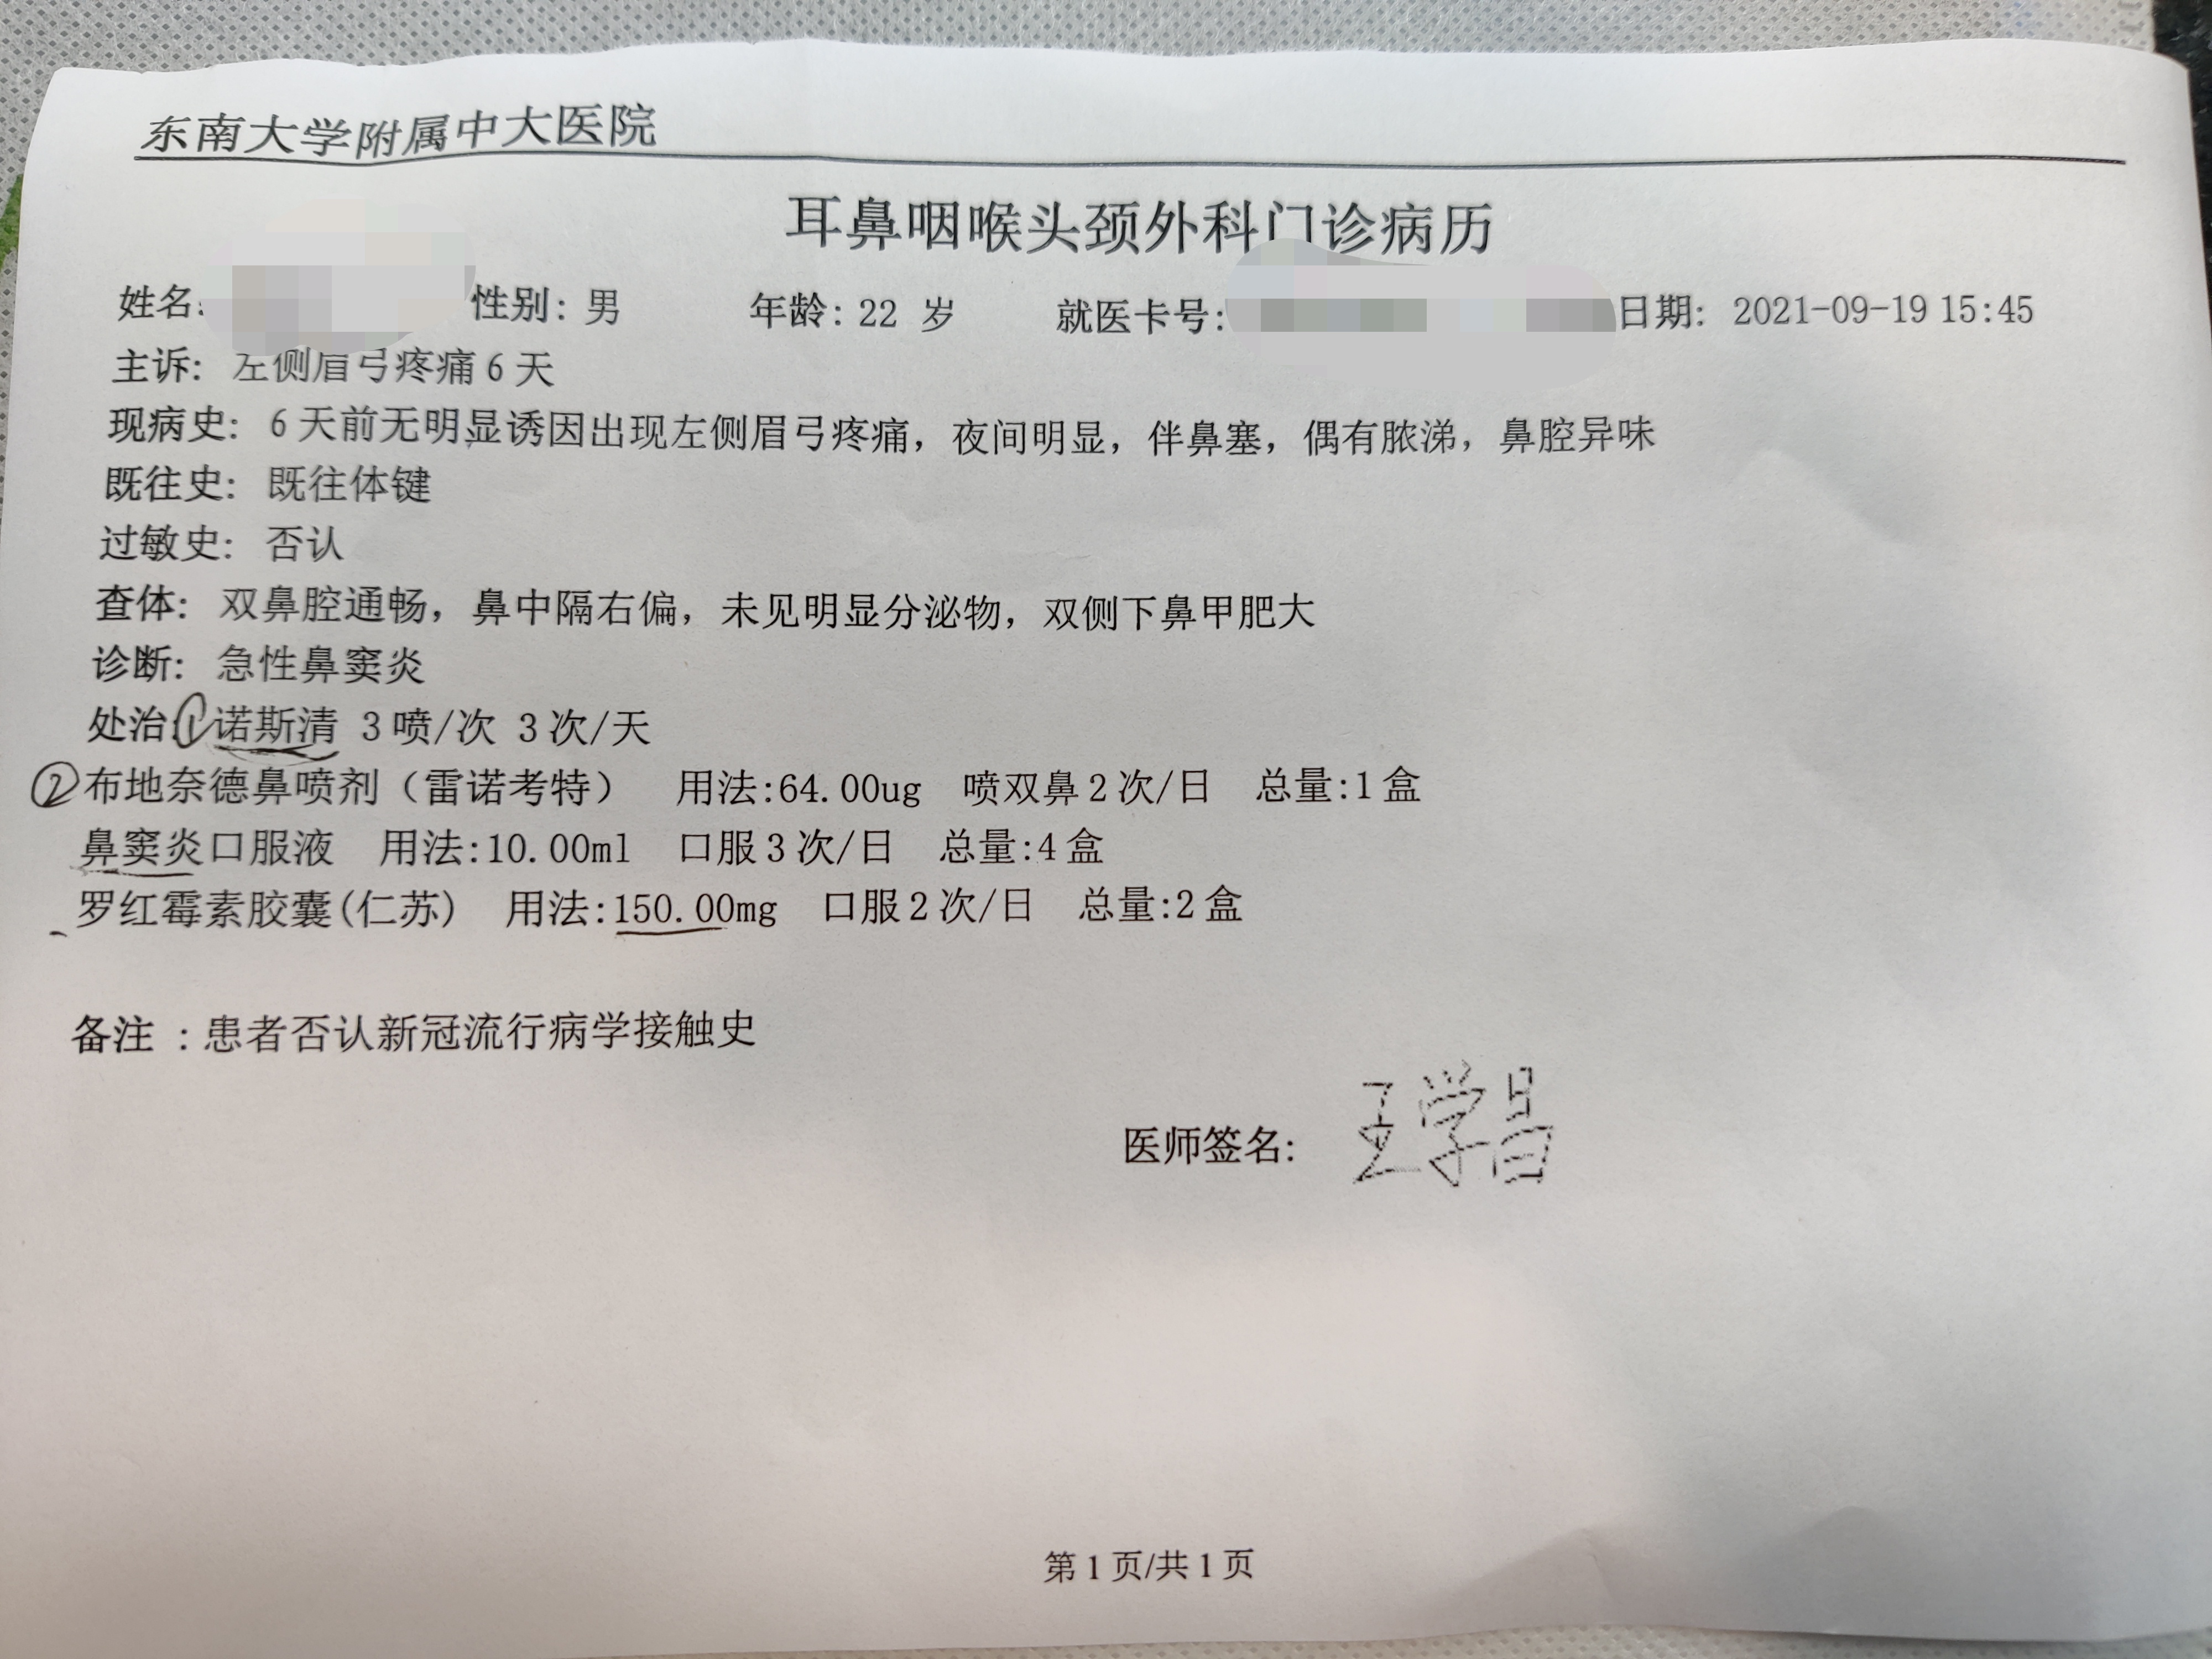 东南大学附属中大医院
耳鼻咽喉头颈外科门诊病历
姓名: 性别: 男 年龄: 22 岁 就医卡号: 日期: 2021-09-19 15:45
主诉: 左侧眉弓疼痛 6 天
现病史: 6 天前无明显诱因出现左侧眉弓疼痛，夜间明显，伴鼻塞，偶有脓涕，鼻腔异味
既往史: 既往体键
过敏史: 否认
查体: 双鼻腔通畅，鼻中隔右偏，未见明显分泌物，双侧下鼻甲肥大
诊断: 急性鼻窦炎
处治: ①诺斯清 3 喷/次 3 次/天
②布地奈德鼻喷剂（雷诺考特） 用法:64.00ug 喷双鼻 2 次/日 总量:1 盒
鼻窦炎口服液 用法:10.00ml 口服 3 次/日 总量:4 盒
罗红霉素胶囊(仁苏) 用法:150.00mg 口服 2 次/日 总量:2 盒
备注 : 患者否认新冠流行病学接触史
医师签名: 王学昌
第 1 页/共 1 页